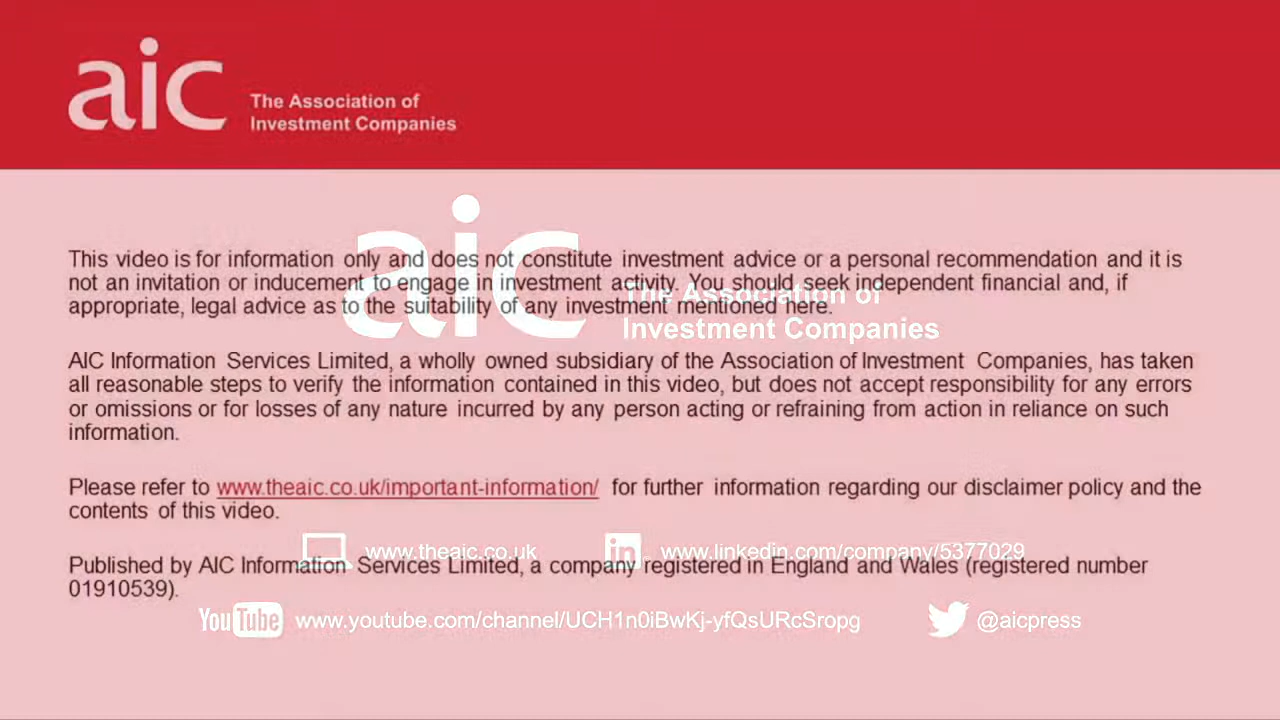 aic
The Association of
Investment Companies
aic
The Association of
Investment Companies
This video is for information only and does not constitute investment advice or a personal recommendation and it is
not an invitation or inducement to engage in investment activity. You should seek independent financial and, if
appropriate, legal advice as to the suitability of any investment mentioned here.
AIC Information Services Limited, a wholly owned subsidiary of the Association of Investment Companies, has taken
all reasonable steps to verify the information contained in this video, but does not accept responsibility for any errors
or omissions or for losses of any nature incurred by any person acting or refraining from action in reliance on such
information.
Please refer to www.theaic.co.uk/important-information/ for further information regarding our disclaimer policy and the
contents of this video.
www.theaic.co.uk
in www.linkedin.com/company/5377029
Published by AIC Information Services Limited, a company registered in England and Wales (registered number
01910539).
YouTube www.youtube.com/channel/UCH1n0iBwKj-yfQsURcSropg
@aicpress